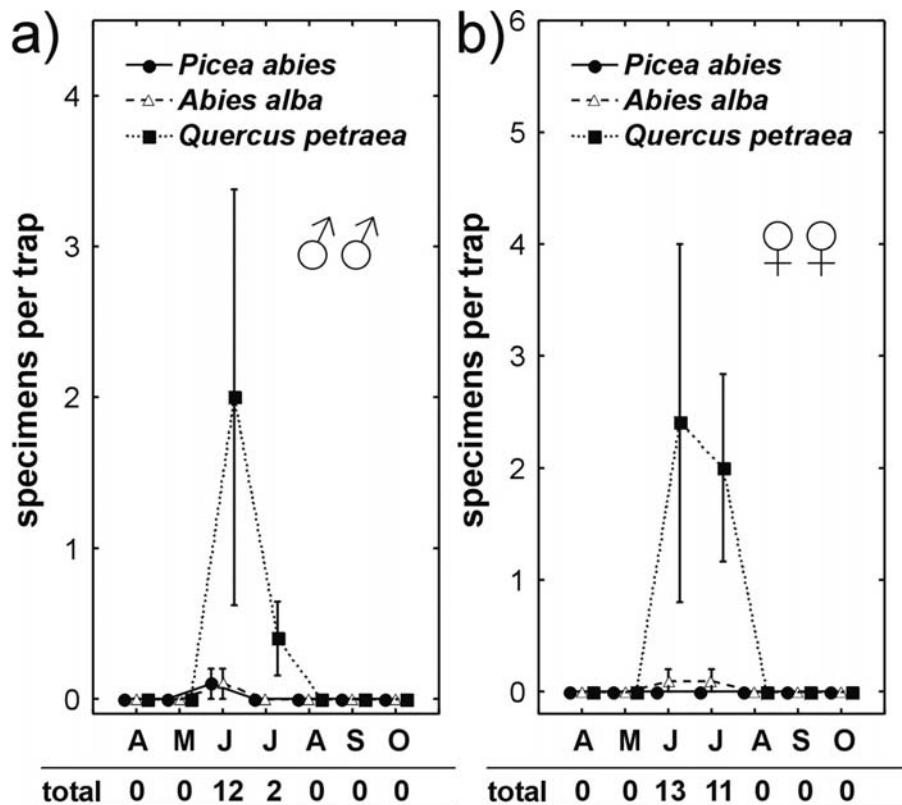 a)
Picea abies
Abies alba
Quercus petraea
♂♂
specimens per trap
4
3
2
1
0
A M J J A S O
total 0 0 12 2 0 0 0
b)
Picea abies
Abies alba
Quercus petraea
♀♀
specimens per trap
6
5
4
3
2
1
0
A M J J A S O
total 0 0 13 11 0 0 0